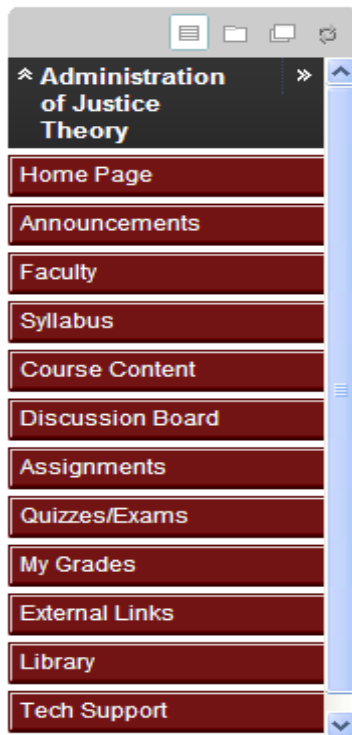 Administration
of Justice
Theory
Home Page
Announcements
Faculty
Syllabus
Course Content
Discussion Board
Assignments
Quizzes/Exams
My Grades
External Links
Library
Tech Support